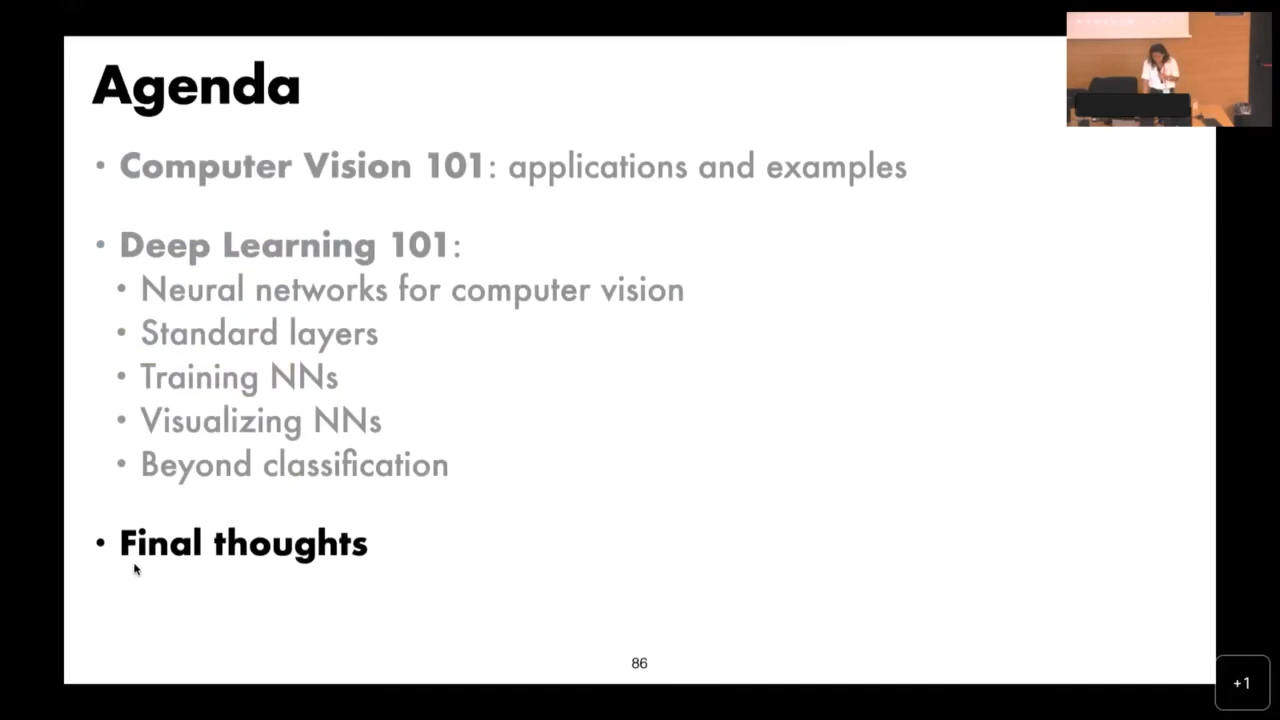 Agenda
• Computer Vision 101: applications and examples
• Deep Learning 101:
• Neural networks for computer vision
• Standard layers
• Training NNs
• Visualizing NNs
• Beyond classification
• Final thoughts
86
+1